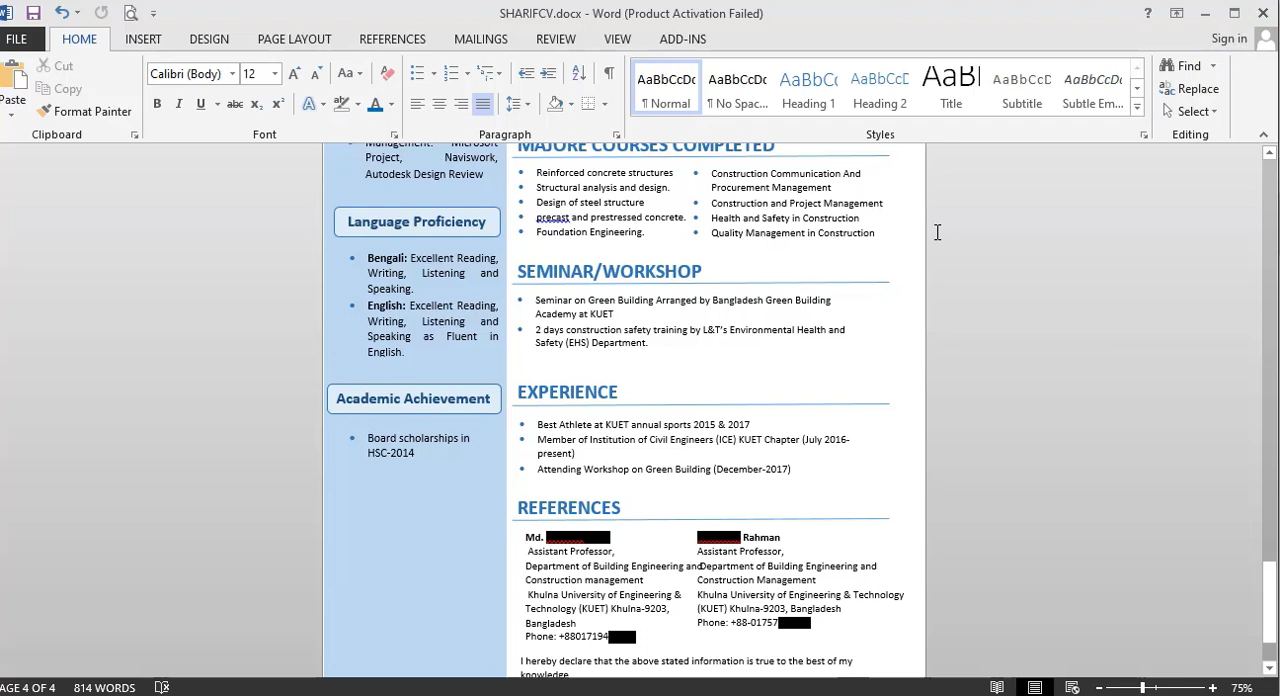 SHARIFCV.docx - Word (Product Activation Failed)
FILE HOME INSERT DESIGN PAGE LAYOUT REFERENCES MAILINGS REVIEW VIEW ADD-INS Sign in
Cut
Copy
Format Painter
Paste
Clipboard
Calibri (Body) 12
Font
Paragraph
AaBbCcDc AaBbCcDc AaBbCc AaBbCcD AaBl AaBbCcD AaBbCcDc
¶ Normal ¶ No Spac... Heading 1 Heading 2 Title Subtitle Subtle Em...
Styles
Find
Replace
Select
Editing
Management: Microsoft
Project, Naviswork,
Autodesk Design Review
Language Proficiency
Bengali: Excellent Reading,
Writing, Listening and
Speaking.
English: Excellent Reading,
Writing, Listening and
Speaking as Fluent in
English.
Academic Achievement
Board scholarships in
HSC-2014
MAJORE COURSES COMPLETED
Reinforced concrete structures
Structural analysis and design.
Design of steel structure
precast and prestressed concrete.
Foundation Engineering.
Construction Communication And
Procurement Management
Construction and Project Management
Health and Safety in Construction
Quality Management in Construction
SEMINAR/WORKSHOP
Seminar on Green Building Arranged by Bangladesh Green Building
Academy at KUET
2 days construction safety training by L&T's Environmental Health and
Safety (EHS) Department.
EXPERIENCE
Best Athlete at KUET annual sports 2015 & 2017
Member of Institution of Civil Engineers (ICE) KUET Chapter (July 2016-
present)
Attending Workshop on Green Building (December-2017)
REFERENCES
Md.
Assistant Professor,
Department of Building Engineering and
Construction management
Khulna University of Engineering &
Technology (KUET) Khulna-9203,
Bangladesh
Phone: +88017194
Rahman
Assistant Professor,
Department of Building Engineering and
Construction Management
Khulna University of Engineering & Technology
(KUET) Khulna-9203, Bangladesh
Phone: +88-01757
I hereby declare that the above stated information is true to the best of my
knowledge
PAGE 4 OF 4 814 WORDS 75%